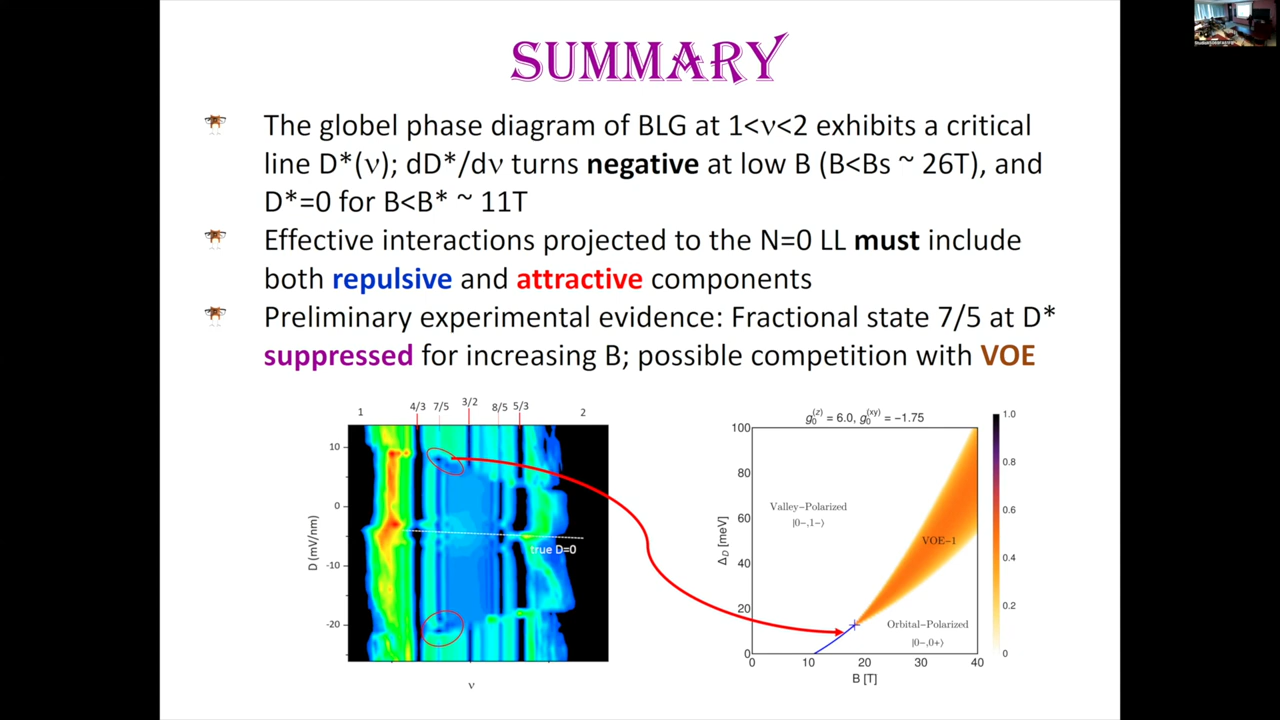 SUMMARY
The globel phase diagram of BLG at 1<ν<2 exhibits a critical
line D*(ν); dD*/dν turns negative at low B (B<Bs ~ 26T), and
D*=0 for B<B* ~ 11T
Effective interactions projected to the N=0 LL must include
both repulsive and attractive components
Preliminary experimental evidence: Fractional state 7/5 at D*
suppressed for increasing B; possible competition with VOE
1 4/3 7/5 3/2 8/5 5/3 2
10
0
-10
-20
D (mV/nm)
true D=0
ν
g₀⁽ᶻ⁾ = 6.0, g₀⁽ˣʸ⁾ = −1.75
100
80
60
40
20
0
Δ_D [meV]
Valley−Polarized
|0−,1−⟩
VOE−1
Orbital−Polarized
|0−,0+⟩
0 10 20 30 40
B [T]
1.0
0.8
0.6
0.4
0.2
0